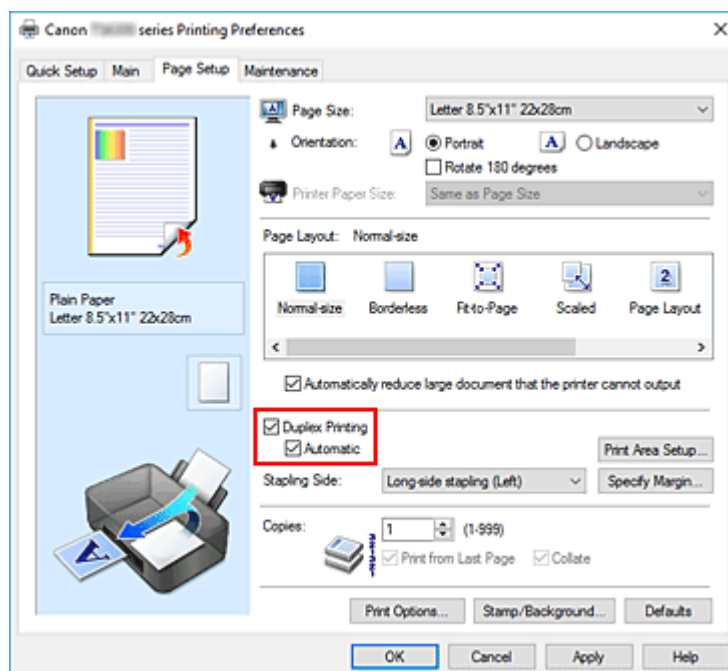 Canon series Printing Preferences
Quick Setup Main Page Setup Maintenance
Page Size: Letter 8.5"x11" 22x28cm
Orientation: A Portrait A Landscape
Rotate 180 degrees
Printer Paper Size: Same as Page Size
Page Layout: Normal-size
Normal-size Borderless Fit-to-Page Scaled 2 Page Layout
Plain Paper
Letter 8.5"x11" 22x28cm
Automatically reduce large document that the printer cannot output
Duplex Printing
Automatic
Print Area Setup...
Stapling Side: Long-side stapling (Left) Specify Margin...
Copies: 1 (1-999)
Print from Last Page Collate
A
Print Options... Stamp/Background... Defaults
OK Cancel Apply Help